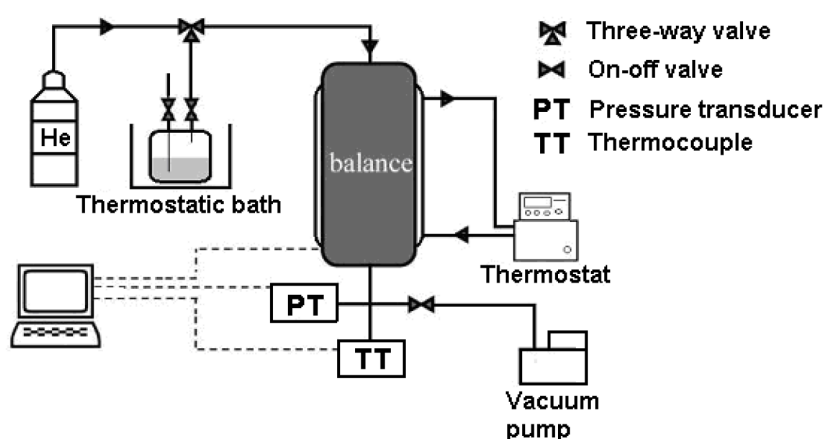 Three-way valve
On-off valve
PT Pressure transducer
TT Thermocouple
He
balance
Thermostatic bath
Thermostat
PT
TT
Vacuum
pump